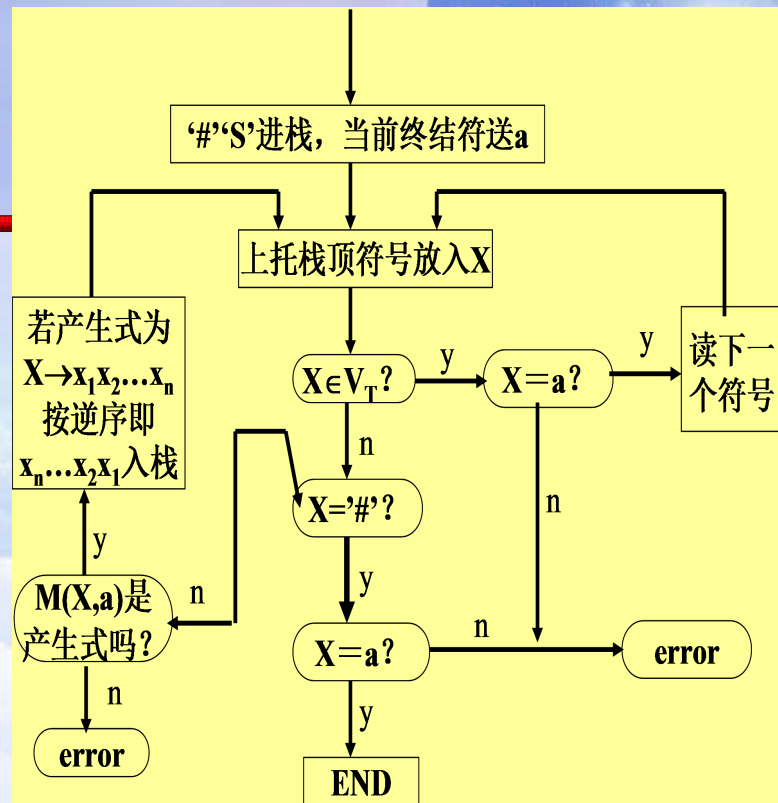 ‘#’‘S’进栈，当前终结符送a
上托栈顶符号放入X
若产生式为
X→x₁x₂...xₙ
按逆序即
xₙ...x₂x₁入栈
X∈V_T？
y
X＝a？
y
读下一
个符号
n
X=’#’？
n
y
n
y
M(X,a)是
产生式吗？
n
X＝a？
n
error
y
error
END